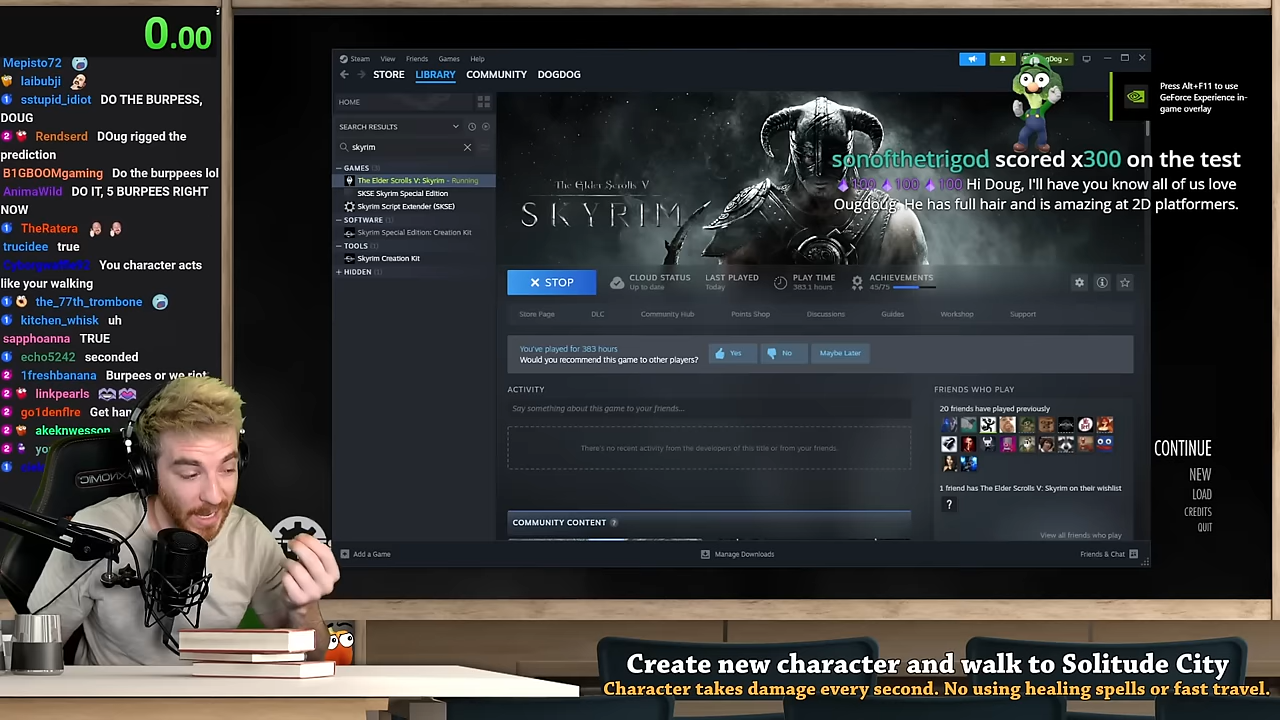 0.00
Mepisto72
laibubji
sstupid_idiot DO THE BURPESS,
DOUG
Rendserd DOug rigged the
prediction
B1GBOOMgaming Do the burppees lol
AnimaWild DO IT, 5 BURPEES RIGHT
NOW
TheRatera
trucidee true
You character acts
like your walking
the_77th_trombone
kitchen_whisk uh
sapphoanna TRUE
echo5242 seconded
1freshbanana Burpees or we riot
linkpearls
go1denfire Get
akeknwesson
Steam View Friends Games Help
STORE LIBRARY COMMUNITY DOGDOG
HOME
SEARCH RESULTS
skyrim
GAMES
The Elder Scrolls V: Skyrim - Running
SKSE Skyrim Special Edition
Skyrim Script Extender (SKSE)
SOFTWARE (1)
Skyrim Special Edition: Creation Kit
TOOLS (1)
Skyrim Creation Kit
HIDDEN (1)
Add a Game
The Elder Scrolls V
SKYRIM
STOP
CLOUD STATUS
Up to date
LAST PLAYED
Today
PLAY TIME
383.1 hours
ACHIEVEMENTS
45/75
Store Page DLC Community Hub Points Shop Discussions Guides Workshop Support
You've played for 383 hours
Would you recommend this game to other players?
Yes No Maybe Later
ACTIVITY
Say something about this game to your friends...
There's no recent activity from the developers of this title or from your friends.
COMMUNITY CONTENT ?
FRIENDS WHO PLAY
20 friends have played previously
1 friend has The Elder Scrolls V: Skyrim on their wishlist
?
View all friends who play
Manage Downloads
Friends & Chat
Press Alt+F11 to use
GeForce Experience in-
game overlay
sonofthetrigod scored x300 on the test
100 100 100 Hi Doug, I'll have you know all of us love
Ougdoug. He has full hair and is amazing at 2D platformers.
CONTINUE
NEW
LOAD
CREDITS
QUIT
Create new character and walk to Solitude City
Character takes damage every second. No using healing spells or fast travel.